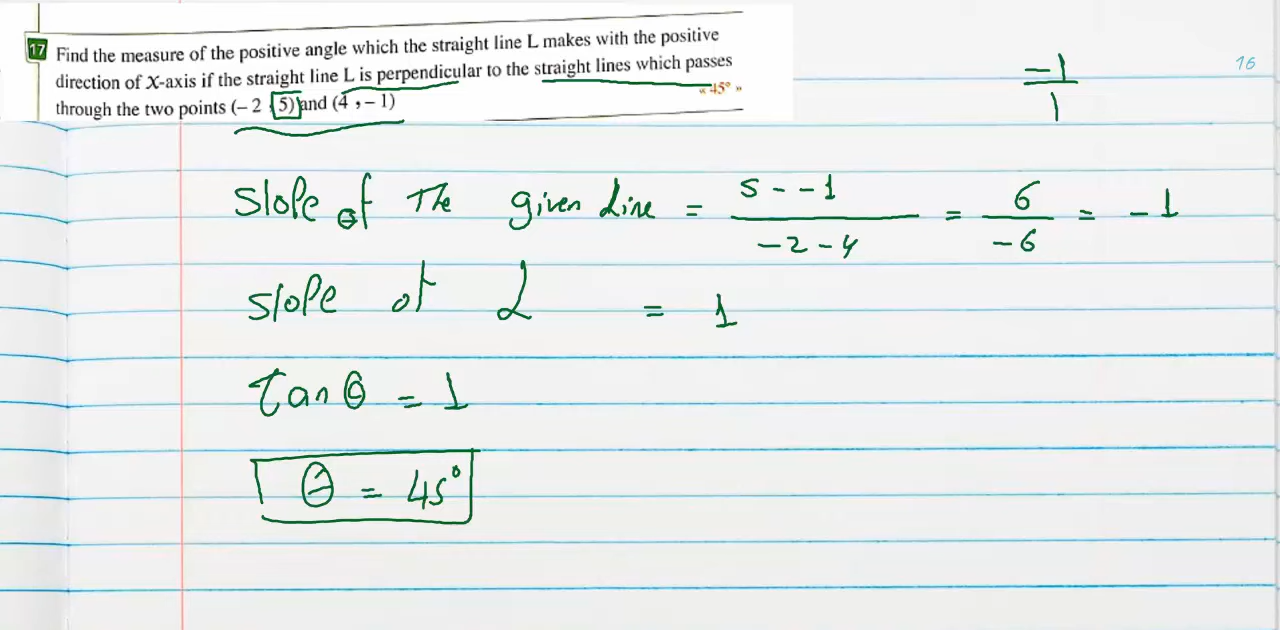 17 Find the measure of the positive angle which the straight line L makes with the positive
direction of X-axis if the straight line L is perpendicular to the straight lines which passes
through the two points (– 2 , 5) and (4 , – 1) « 45° »
-1
1
16
Slope of The given Line = 5 - -1 / -2 - 4 = 6 / -6 = -1
Slope of L = 1
Tan θ = 1
θ = 45°